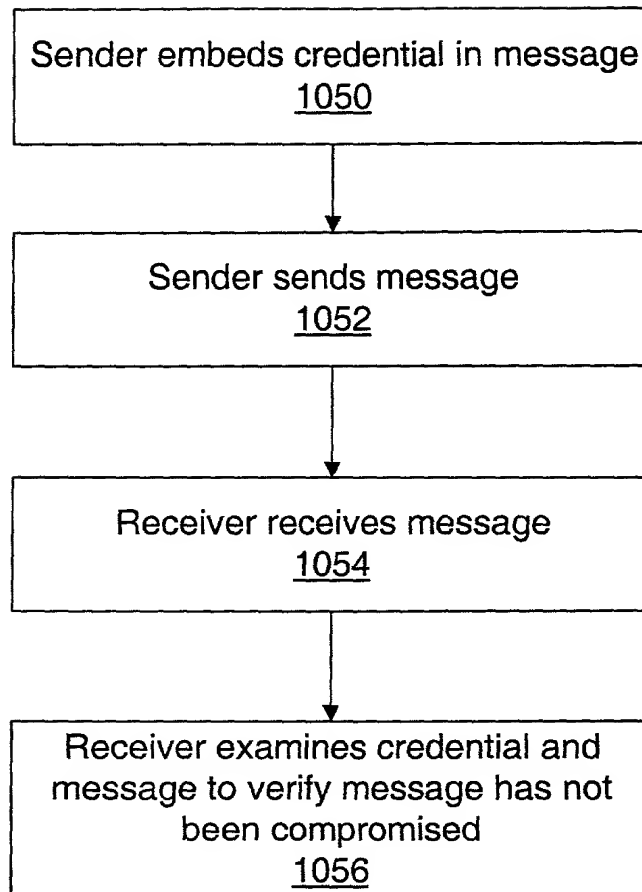 Sender embeds credential in message
1050
Sender sends message
1052
Receiver receives message
1054
Receiver examines credential and
message to verify message has not
been compromised
1056